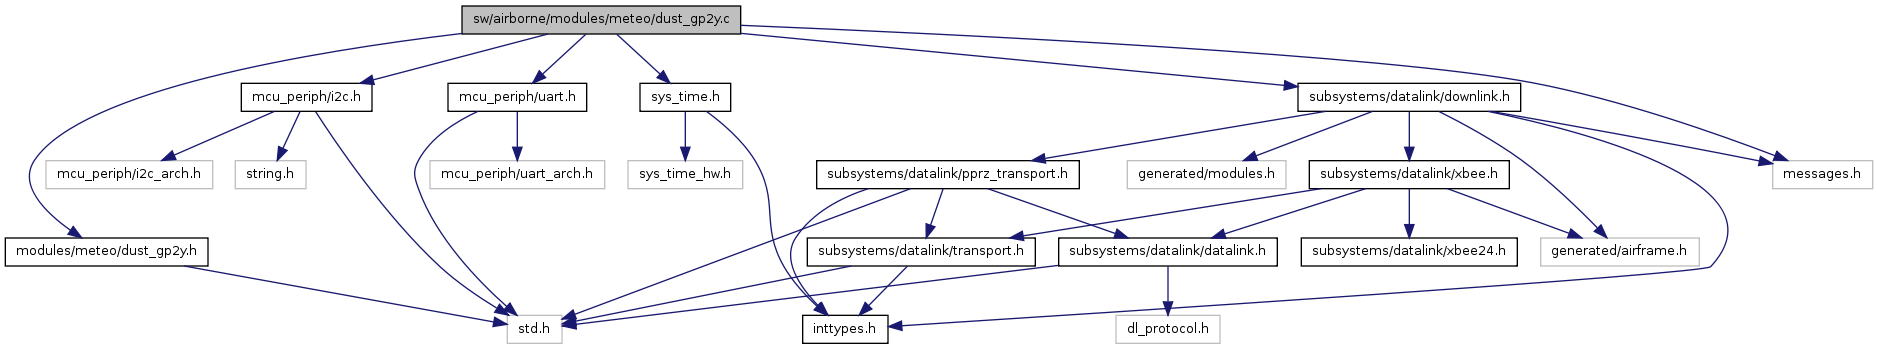 sw/airborne/modules/meteo/dust_gp2y.c
mcu_periph/i2c.h
mcu_periph/uart.h
sys_time.h
subsystems/datalink/downlink.h
mcu_periph/i2c_arch.h
string.h
mcu_periph/uart_arch.h
sys_time_hw.h
subsystems/datalink/pprz_transport.h
generated/modules.h
subsystems/datalink/xbee.h
messages.h
modules/meteo/dust_gp2y.h
subsystems/datalink/transport.h
subsystems/datalink/datalink.h
subsystems/datalink/xbee24.h
generated/airframe.h
std.h
inttypes.h
dl_protocol.h